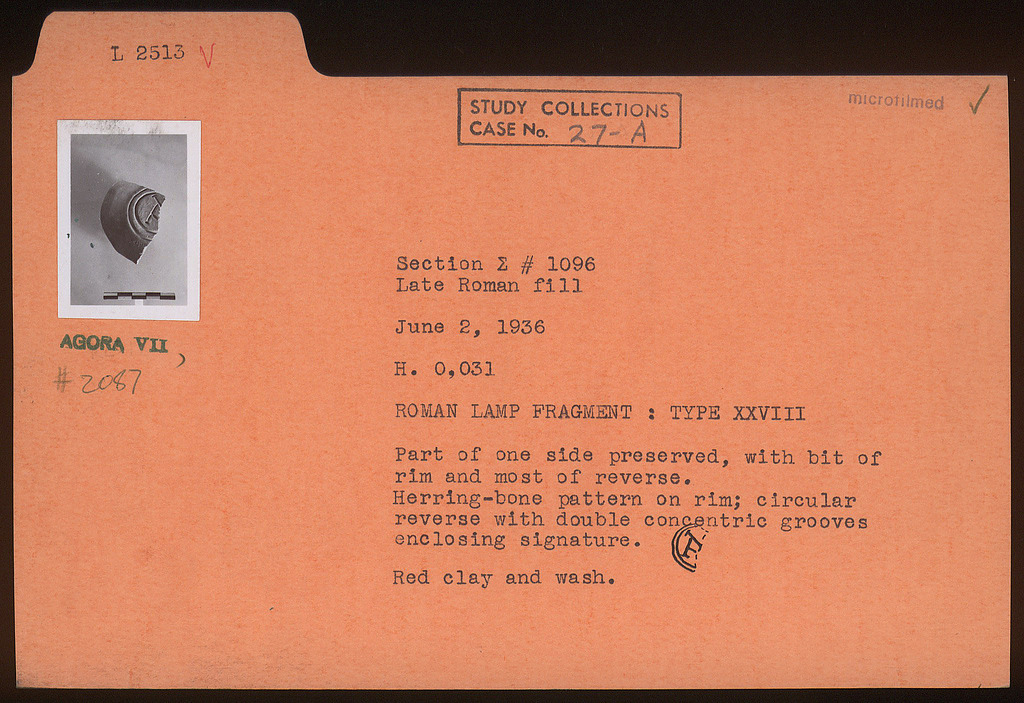 L 2513 √
STUDY COLLECTIONS
CASE No. 27-A
microfilmed ✓
AGORA VII,
# 2087
Section Σ # 1096
Late Roman fill
June 2, 1936
H. 0,031
ROMAN LAMP FRAGMENT : TYPE XXVIII
Part of one side preserved, with bit of
rim and most of reverse.
Herring-bone pattern on rim; circular
reverse with double concentric grooves
enclosing signature.
Red clay and wash.